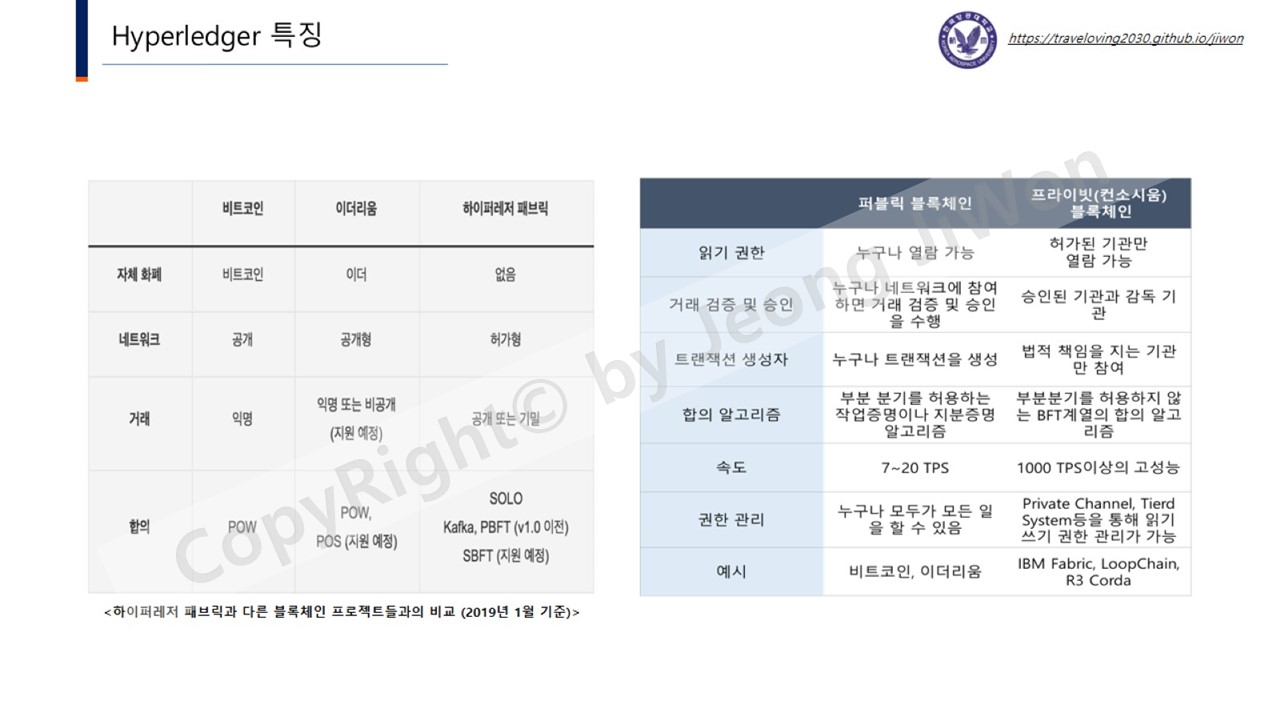 Hyperledger 특징
https://traveloving2030.github.io/jiwon
비트코인 이더리움 하이퍼레저 패브릭
자체 화폐 비트코인 이더 없음
네트워크 공개 공개형 허가형
거래 익명 익명 또는 비공개
(지원 예정) 공개 또는 기밀
합의 POW POW,
POS (지원 예정) SOLO
Kafka, PBFT (v1.0 이전)
SBFT (지원 예정)
<하이퍼레저 패브릭과 다른 블록체인 프로젝트들과의 비교 (2019년 1월 기준)>
퍼블릭 블록체인 프라이빗(컨소시움)
블록체인
읽기 권한 누구나 열람 가능 허가된 기관만
열람 가능
거래 검증 및 승인 누구나 네트워크에 참여
하면 거래 검증 및 승인
을 수행 승인된 기관과 감독 기
관
트랜잭션 생성자 누구나 트랜잭션을 생성 법적 책임을 지는 기관
만 참여
합의 알고리즘 부분 분기를 허용하는
작업증명이나 지분증명
알고리즘 부분분기를 허용하지 않
는 BFT계열의 합의 알고
리즘
속도 7~20 TPS 1000 TPS이상의 고성능
권한 관리 누구나 모두가 모든 일
을 할 수 있음 Private Channel, Tierd
System등을 통해 읽기
쓰기 권한 관리가 가능
예시 비트코인, 이더리움 IBM Fabric, LoopChain,
R3 Corda
CopyRight© by Jeong JiWon